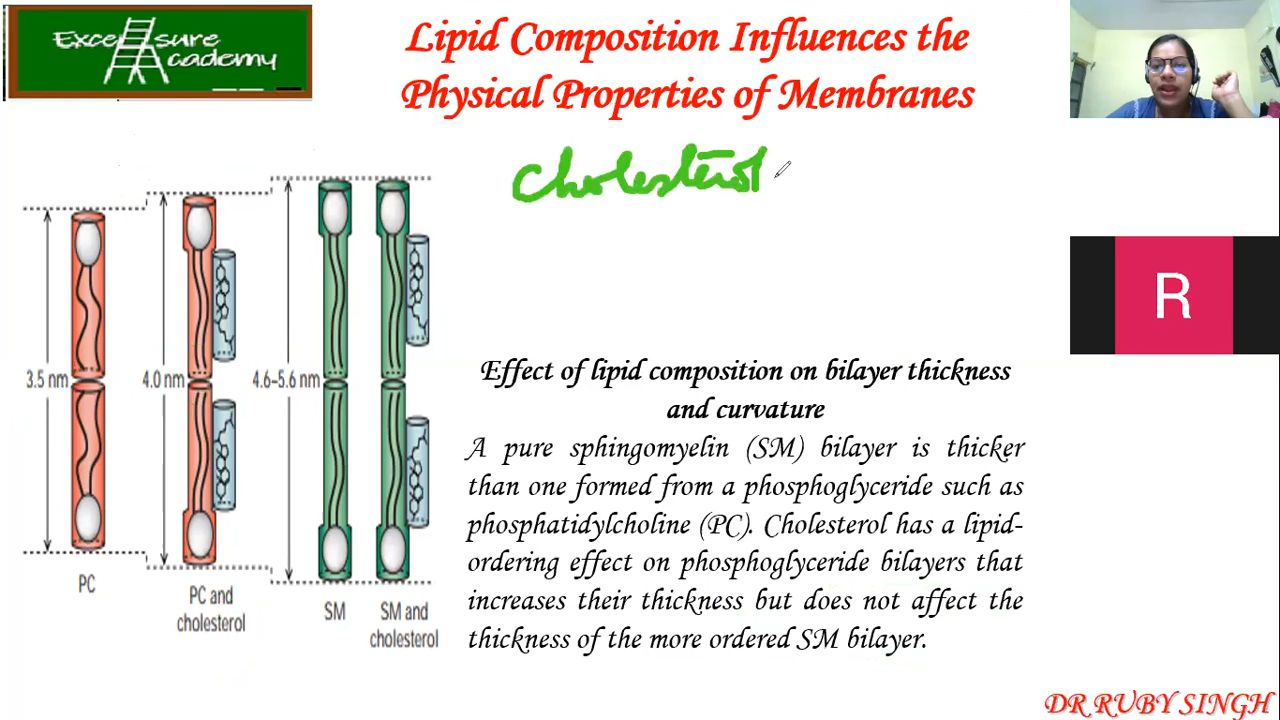 Excel sure
Academy
Lipid Composition Influences the
Physical Properties of Membranes
Cholesterol
R
3.5 nm
4.0 nm
4.6–5.6 nm
PC
PC and
cholesterol
SM
SM and
cholesterol
Effect of lipid composition on bilayer thickness
and curvature
A pure sphingomyelin (SM) bilayer is thicker
than one formed from a phosphoglyceride such as
phosphatidylcholine (PC). Cholesterol has a lipid-
ordering effect on phosphoglyceride bilayers that
increases their thickness but does not affect the
thickness of the more ordered SM bilayer.
DR RUBY SINGH